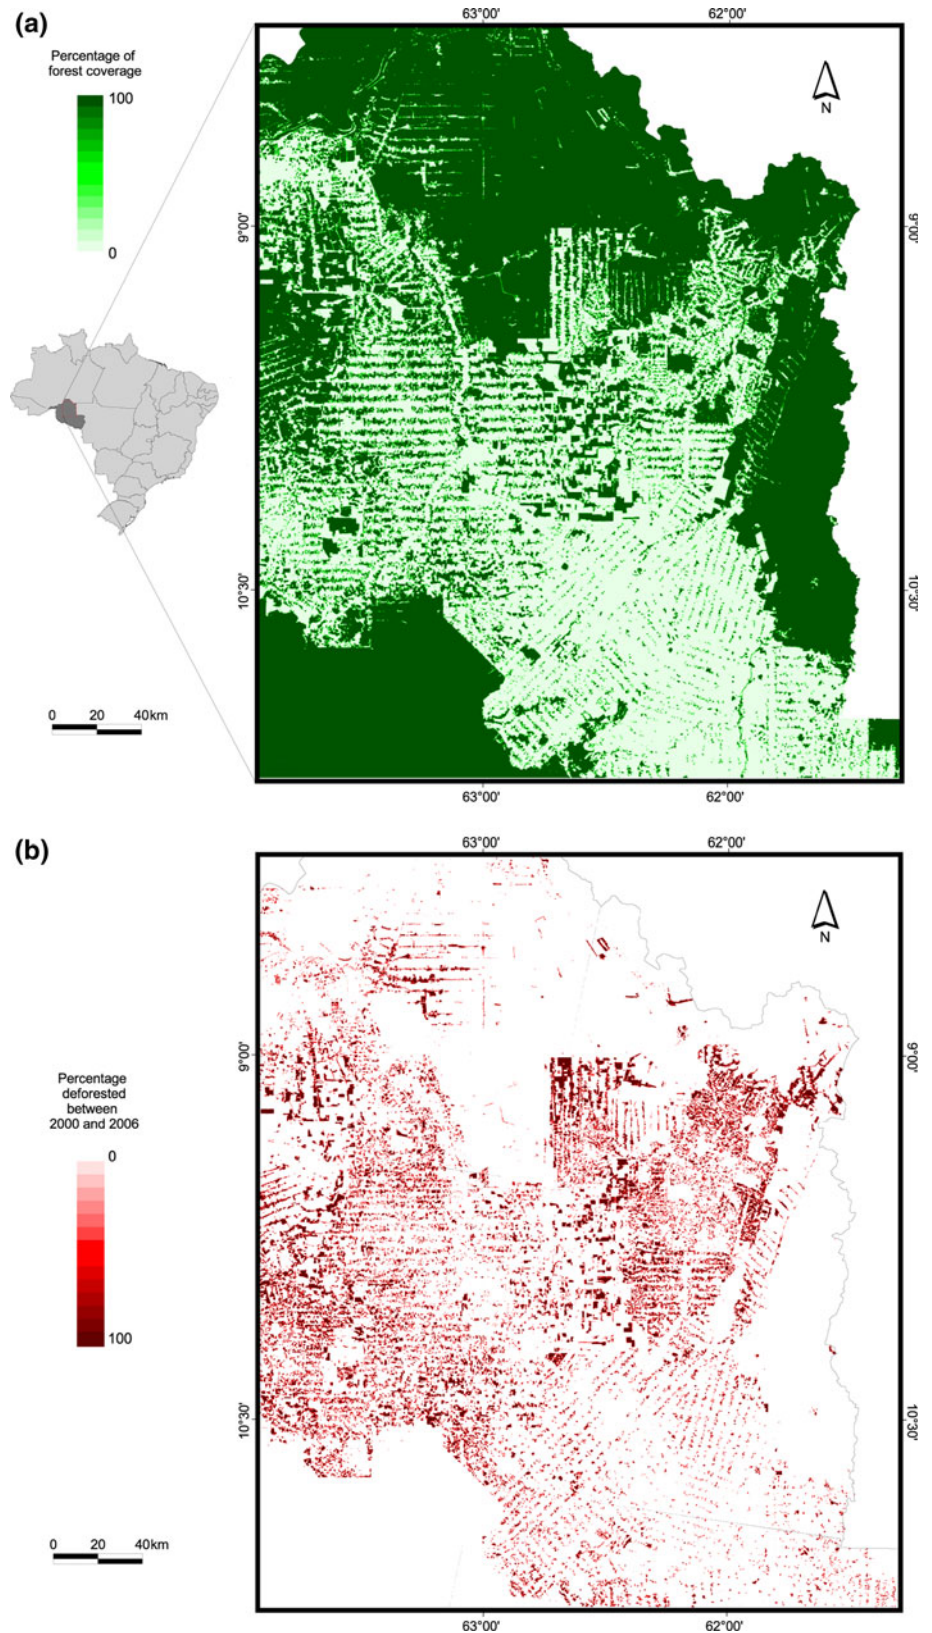 (a)
63°00'
62°00'
Percentage of
forest coverage
100
0
N
9°00'
9°00'
10°30'
10°30'
0 20 40km
63°00'
62°00'
(b)
63°00'
62°00'
N
9°00'
9°00'
Percentage
deforested
between
2000 and 2006
0
100
10°30'
10°30'
0 20 40km
63°00'
62°00'